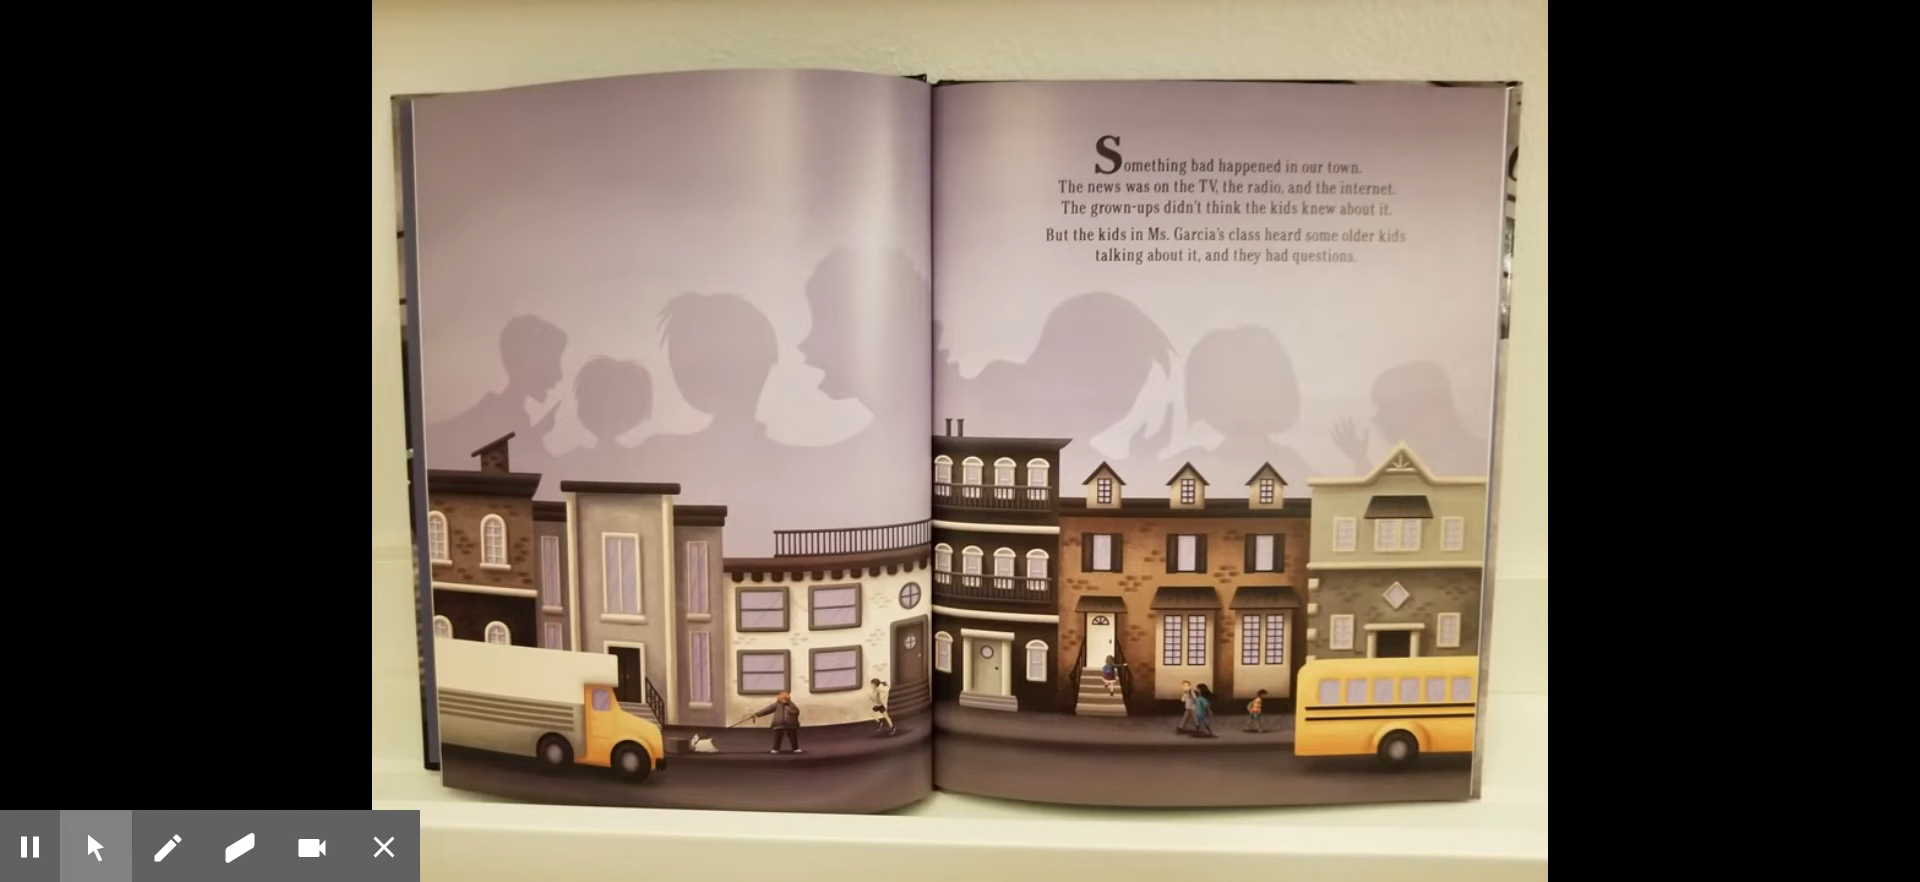 Something bad happened in our town.
The news was on the TV, the radio, and the internet.
The grown-ups didn't think the kids knew about it.
But the kids in Ms. Garcia's class heard some older kids
talking about it, and they had questions.